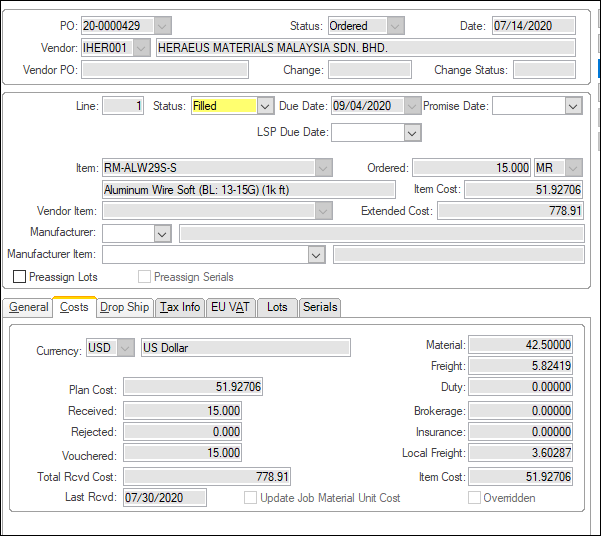 PO: 20-0000429 Status: Ordered Date: 07/14/2020
Vendor: IHER001 HERAEUS MATERIALS MALAYSIA SDN. BHD.
Vendor PO: Change: Change Status:
Line: 1 Status: Filled Due Date: 09/04/2020 Promise Date:
LSP Due Date:
Item: RM-ALW29S-S Ordered: 15.000 MR
Aluminum Wire Soft (BL: 13-15G) (1k ft) Item Cost: 51.92706
Vendor Item: Extended Cost: 778.91
Manufacturer:
Manufacturer Item:
Preassign Lots Preassign Serials
General Costs Drop Ship Tax Info EU VAT Lots Serials
Currency: USD US Dollar Material: 42.50000
Freight: 5.82419
Plan Cost: 51.92706 Duty: 0.00000
Received: 15.000 Brokerage: 0.00000
Rejected: 0.000 Insurance: 0.00000
Vouchered: 15.000 Local Freight: 3.60287
Total Rcvd Cost: 778.91 Item Cost: 51.92706
Last Rcvd: 07/30/2020 Update Job Material Unit Cost Overridden